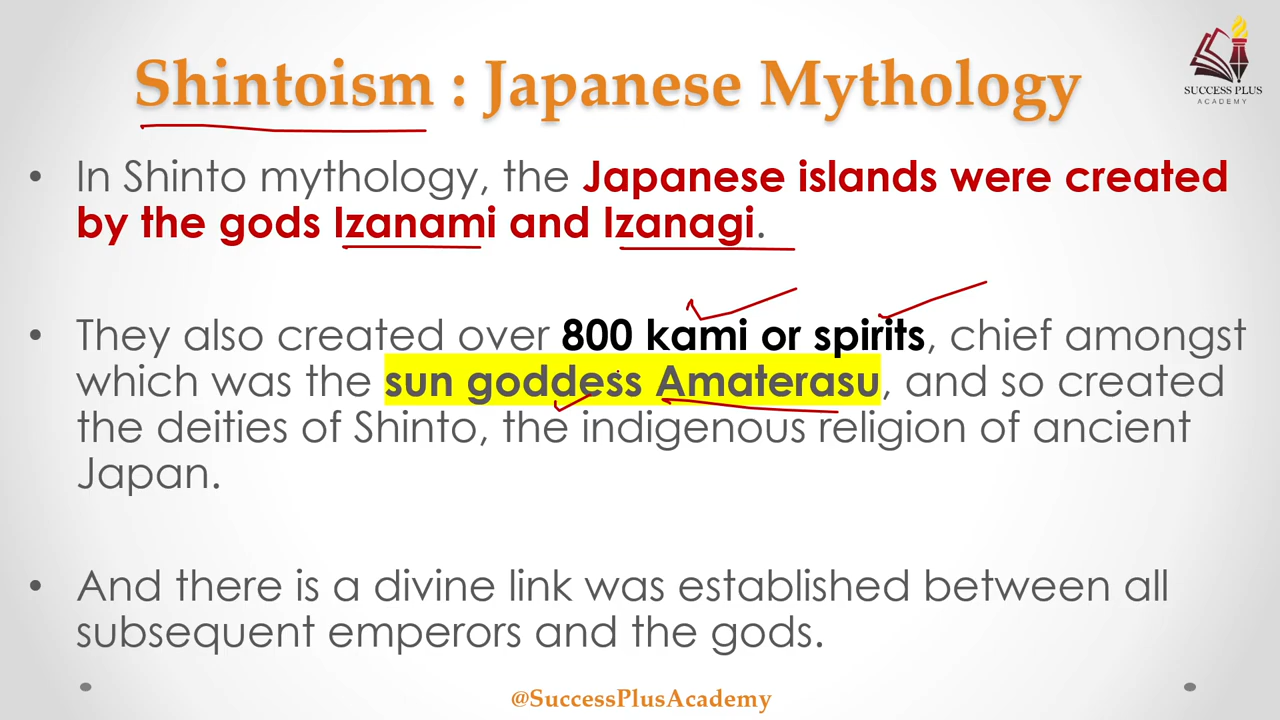 Shintoism : Japanese Mythology
SUCCESS PLUS
ACADEMY
• In Shinto mythology, the Japanese islands were created
by the gods Izanami and Izanagi.
• They also created over 800 kami or spirits, chief amongst
which was the sun goddess Amaterasu, and so created
the deities of Shinto, the indigenous religion of ancient
Japan.
• And there is a divine link was established between all
subsequent emperors and the gods.
@SuccessPlusAcademy